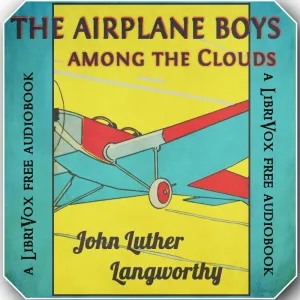 THE AIRPLANE BOYS
AMONG THE CLOUDS
a LibriVox free audiobook
a LibriVox free audiobook
John Luther
Langworthy